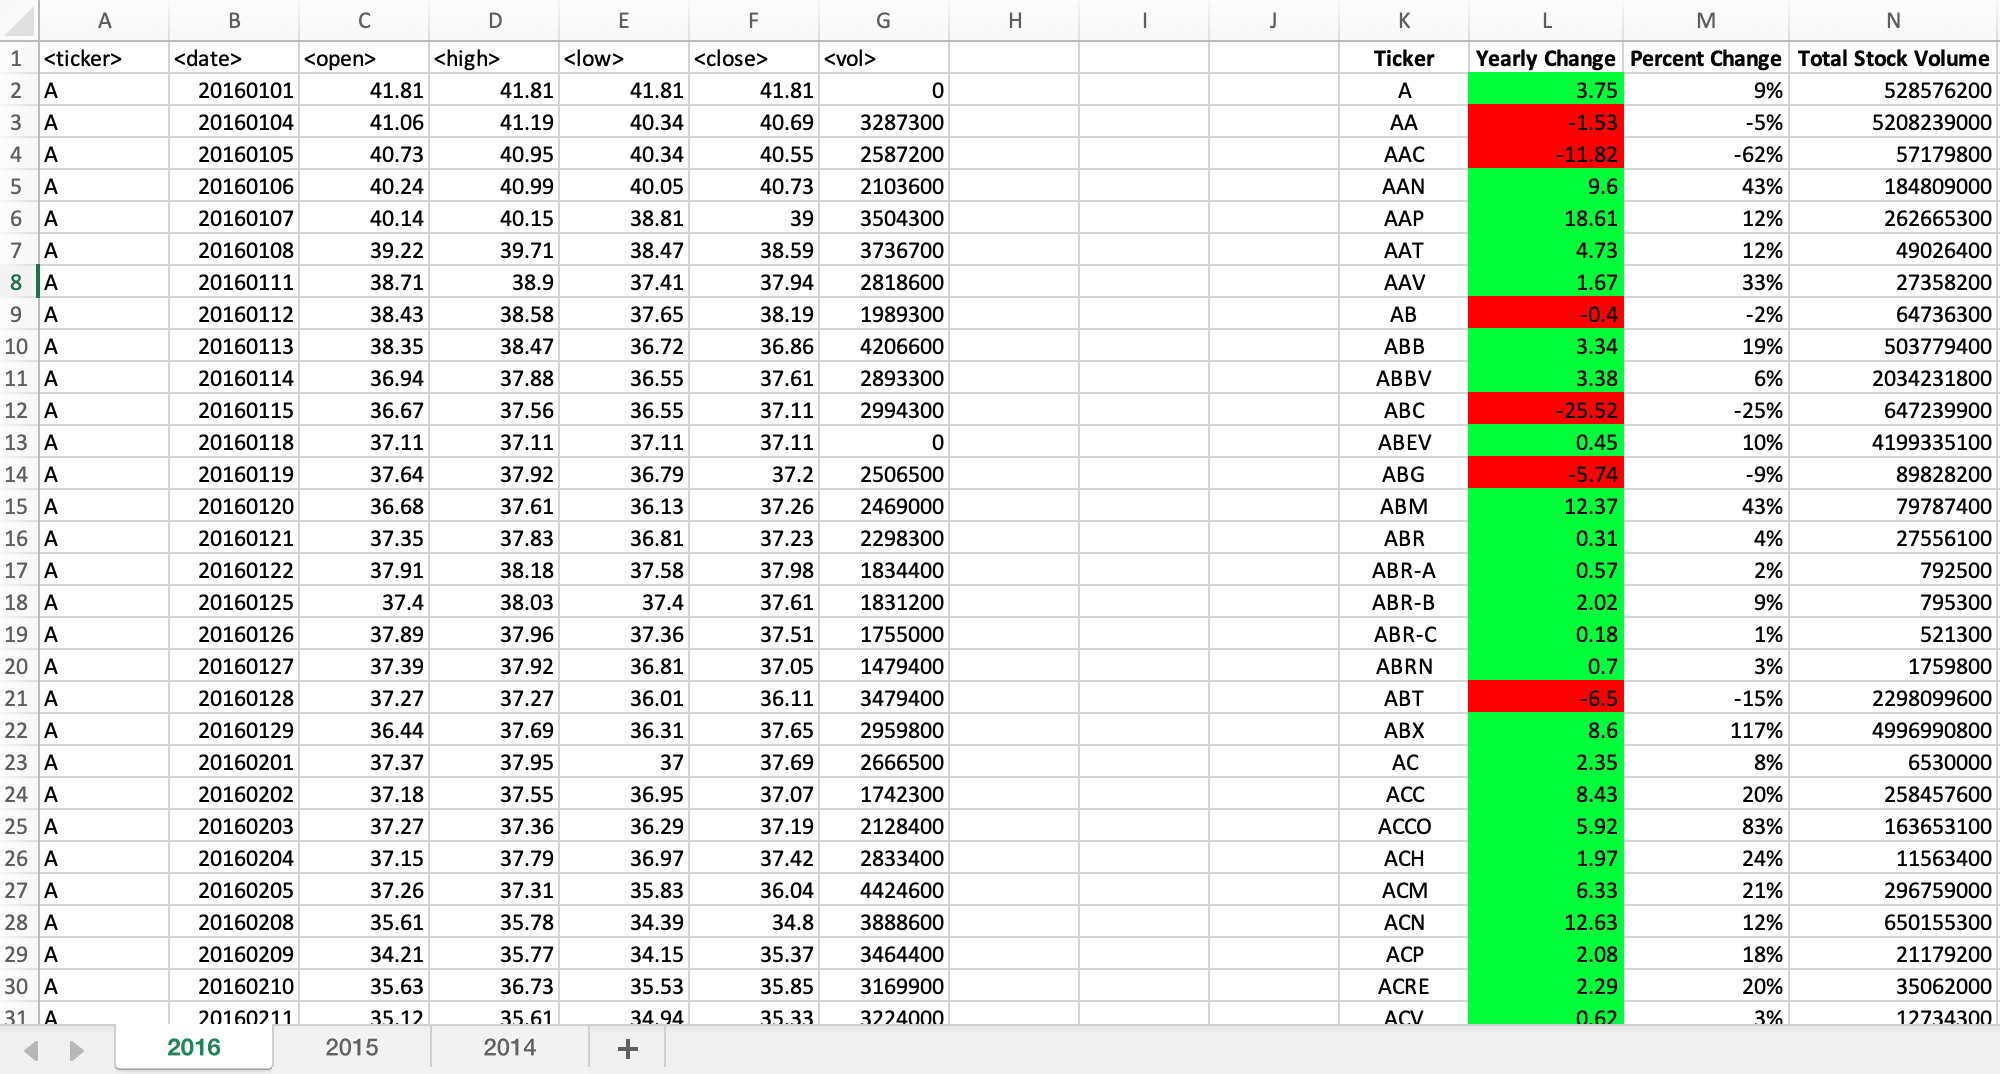 A B C D E F G H I J K L M N
1 <ticker> <date> <open> <high> <low> <close> <vol> Ticker Yearly Change Percent Change Total Stock Volume
2 A 20160101 41.81 41.81 41.81 41.81 0 A 3.75 9% 528576200
3 A 20160104 41.06 41.19 40.34 40.69 3287300 AA -1.53 -5% 5208239000
4 A 20160105 40.73 40.95 40.34 40.55 2587200 AAC -11.82 -62% 57179800
5 A 20160106 40.24 40.99 40.05 40.73 2103600 AAN 9.6 43% 184809000
6 A 20160107 40.14 40.15 38.81 39 3504300 AAP 18.61 12% 262665300
7 A 20160108 39.22 39.71 38.47 38.59 3736700 AAT 4.73 12% 49026400
8 A 20160111 38.71 38.9 37.41 37.94 2818600 AAV 1.67 33% 27358200
9 A 20160112 38.43 38.58 37.65 38.19 1989300 AB -0.4 -2% 64736300
10 A 20160113 38.35 38.47 36.72 36.86 4206600 ABB 3.34 19% 503779400
11 A 20160114 36.94 37.88 36.55 37.61 2893300 ABBV 3.38 6% 2034231800
12 A 20160115 36.67 37.56 36.55 37.11 2994300 ABC -25.52 -25% 647239900
13 A 20160118 37.11 37.11 37.11 37.11 0 ABEV 0.45 10% 4199335100
14 A 20160119 37.64 37.92 36.79 37.2 2506500 ABG -5.74 -9% 89828200
15 A 20160120 36.68 37.61 36.13 37.26 2469000 ABM 12.37 43% 79787400
16 A 20160121 37.35 37.83 36.81 37.23 2298300 ABR 0.31 4% 27556100
17 A 20160122 37.91 38.18 37.58 37.98 1834400 ABR-A 0.57 2% 792500
18 A 20160125 37.4 38.03 37.4 37.61 1831200 ABR-B 2.02 9% 795300
19 A 20160126 37.89 37.96 37.36 37.51 1755000 ABR-C 0.18 1% 521300
20 A 20160127 37.39 37.92 36.81 37.05 1479400 ABRN 0.7 3% 1759800
21 A 20160128 37.27 37.27 36.01 36.11 3479400 ABT -6.5 -15% 2298099600
22 A 20160129 36.44 37.69 36.31 37.65 2959800 ABX 8.6 117% 4996990800
23 A 20160201 37.37 37.95 37 37.69 2666500 AC 2.35 8% 6530000
24 A 20160202 37.18 37.55 36.95 37.07 1742300 ACC 8.43 20% 258457600
25 A 20160203 37.27 37.36 36.29 37.19 2128400 ACCO 5.92 83% 163653100
26 A 20160204 37.15 37.79 36.97 37.42 2833400 ACH 1.97 24% 11563400
27 A 20160205 37.26 37.31 35.83 36.04 4424600 ACM 6.33 21% 296759000
28 A 20160208 35.61 35.78 34.39 34.8 3888600 ACN 12.63 12% 650155300
29 A 20160209 34.21 35.77 34.15 35.37 3464400 ACP 2.08 18% 21179200
30 A 20160210 35.63 36.73 35.53 35.85 3169900 ACRE 2.29 20% 35062000
31 A 20160211 35.12 35.61 34.94 35.33 3224000 ACV 0.62 3% 12734300
2016 2015 2014 +